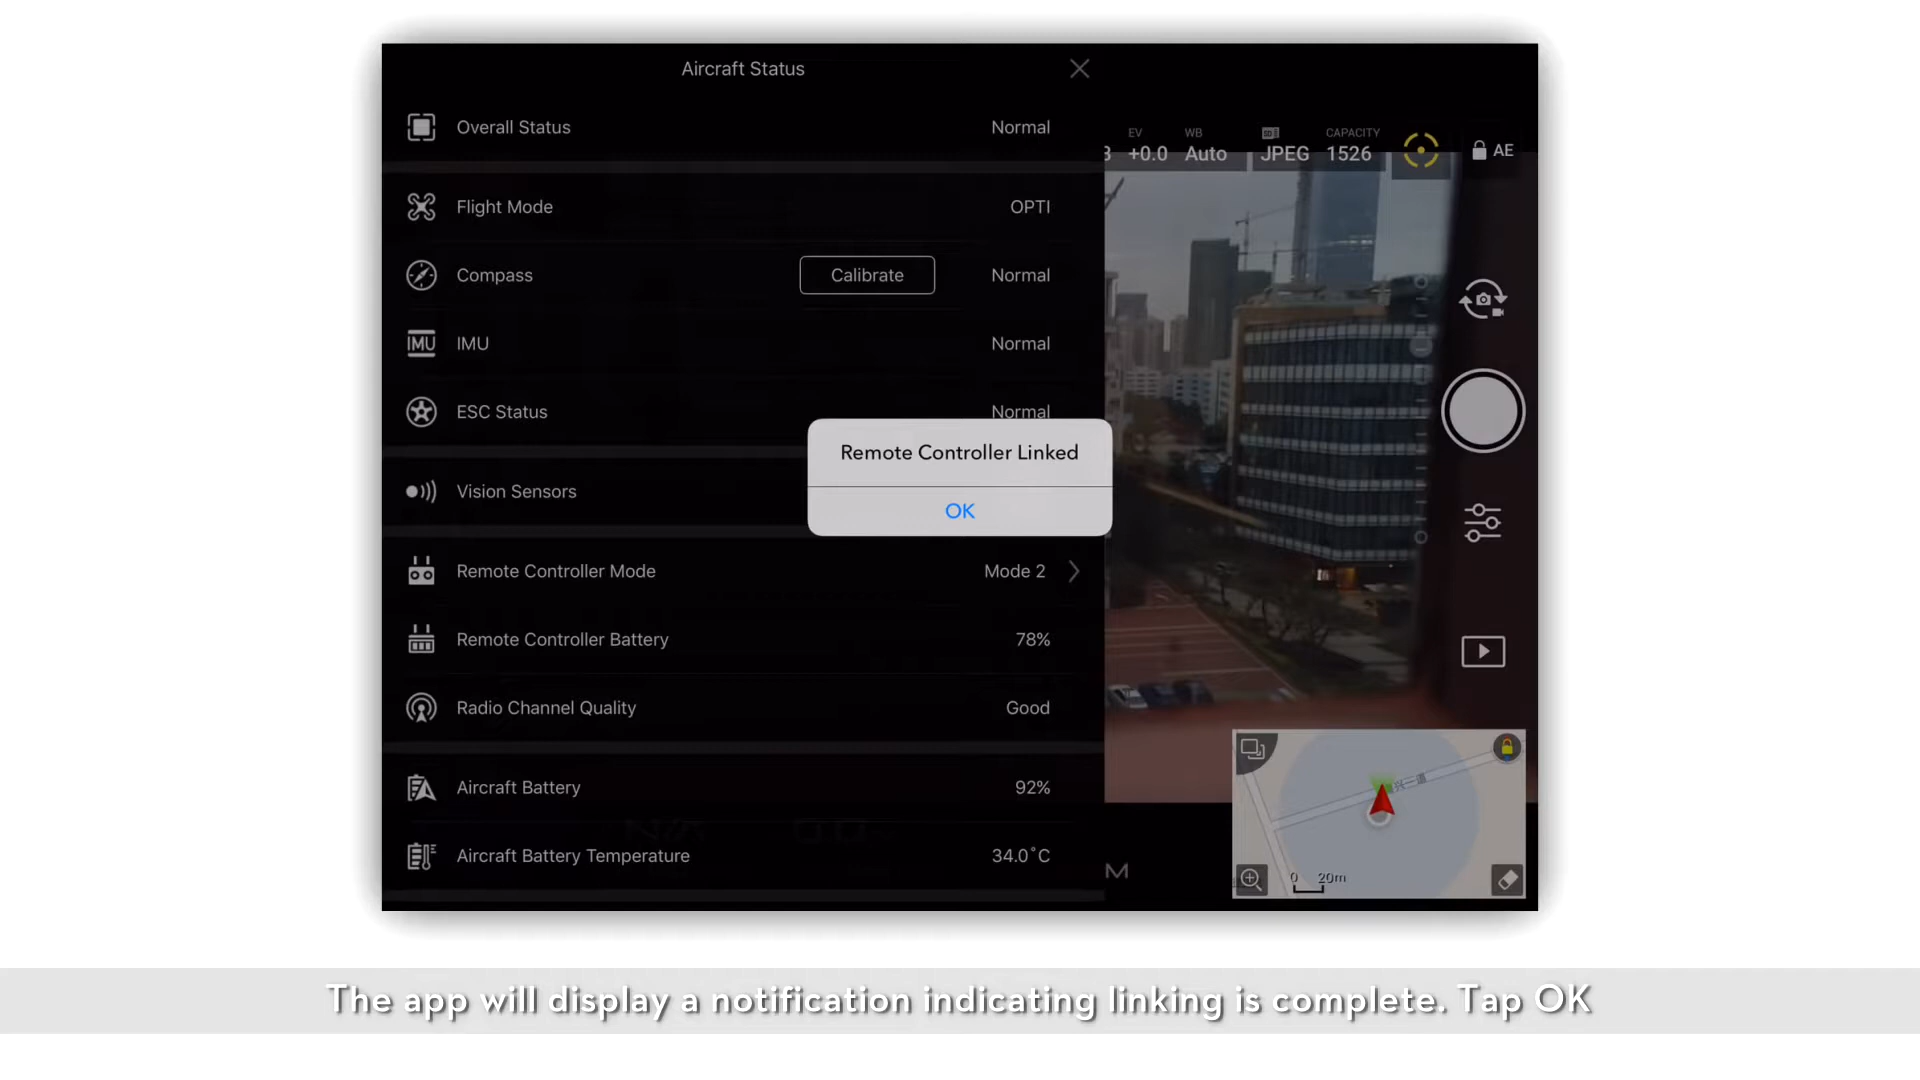 Aircraft Status
Overall Status Normal
Flight Mode OPTI
Compass Calibrate Normal
IMU IMU Normal
ESC Status Normal
Vision Sensors
Remote Controller Mode Mode 2
Remote Controller Battery 78%
Radio Channel Quality Good
Aircraft Battery 92%
Aircraft Battery Temperature 34.0°C
Remote Controller Linked
OK
EV WB SD CAPACITY
+0.0 Auto JPEG 1526 AE
M
0 20m
The app will display a notification indicating linking is complete. Tap OK